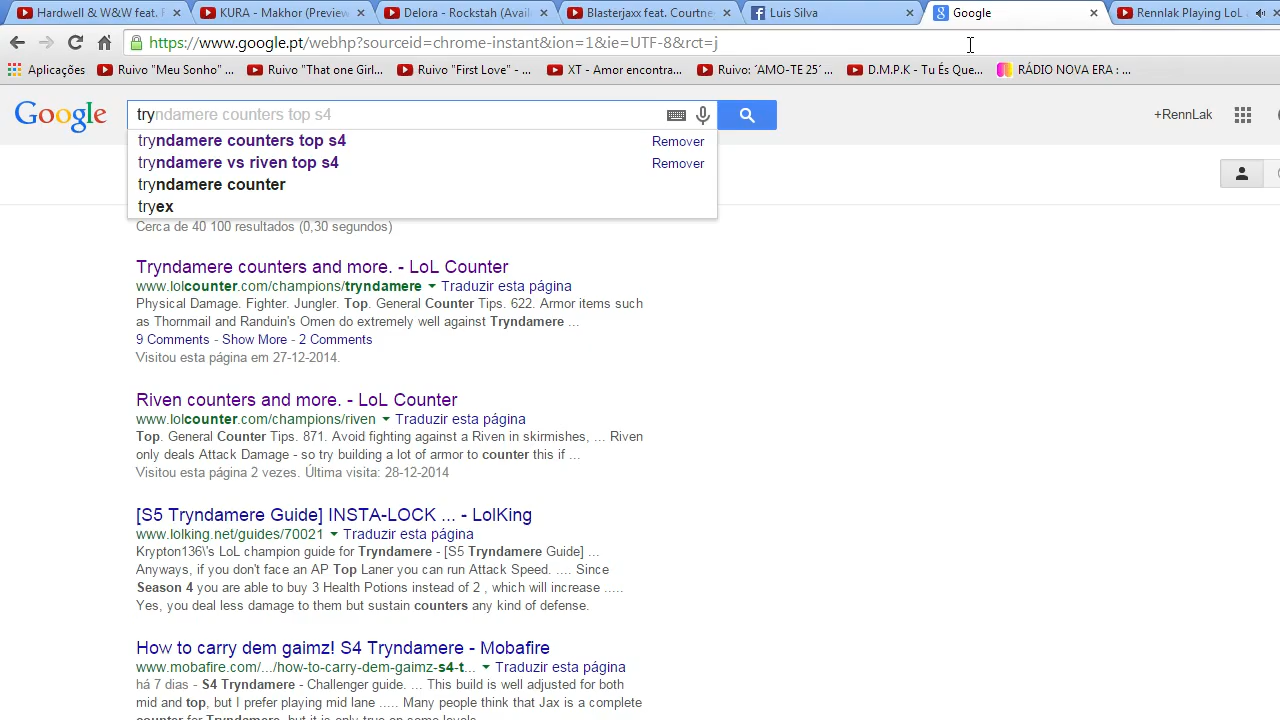 Hardwell & W&W feat. F
KURA - Makhor (Preview
Delora - Rockstah (Avail
Blasterjaxx feat. Courtne
Luis Silva
Google
Rennlak Playing LoL
https://www.google.pt/webhp?sourceid=chrome-instant&ion=1&ie=UTF-8&rct=j
Aplicações
Ruivo "Meu Sonho" ...
Ruivo "That one Girl...
Ruivo "First Love" - ...
XT - Amor encontra...
Ruivo: ´AMO-TE 25´ ...
D.M.P.K - Tu És Que...
RÁDIO NOVA ERA : ...
Google
tryndamere counters top s4
+RennLak
tryndamere counters top s4 Remover
tryndamere vs riven top s4 Remover
tryndamere counter
tryex
Cerca de 40 100 resultados (0,30 segundos)
Tryndamere counters and more. - LoL Counter
www.lolcounter.com/champions/tryndamere Traduzir esta página
Physical Damage. Fighter. Jungler. Top. General Counter Tips. 622. Armor items such
as Thornmail and Randuin's Omen do extremely well against Tryndamere ...
9 Comments - Show More - 2 Comments
Visitou esta página em 27-12-2014.
Riven counters and more. - LoL Counter
www.lolcounter.com/champions/riven Traduzir esta página
Top. General Counter Tips. 871. Avoid fighting against a Riven in skirmishes, ... Riven
only deals Attack Damage - so try building a lot of armor to counter this if ...
Visitou esta página 2 vezes. Última visita: 28-12-2014
[S5 Tryndamere Guide] INSTA-LOCK ... - LolKing
www.lolking.net/guides/70021 Traduzir esta página
Krypton136\'s LoL champion guide for Tryndamere - [S5 Tryndamere Guide] ...
Anyways, if you don't face an AP Top Laner you can run Attack Speed. .... Since
Season 4 you are able to buy 3 Health Potions instead of 2 , which will increase .....
Yes, you deal less damage to them but sustain counters any kind of defense.
How to carry dem gaimz! S4 Tryndamere - Mobafire
www.mobafire.com/.../how-to-carry-dem-gaimz-s4-t... Traduzir esta página
há 7 dias - S4 Tryndamere - Challenger guide. ... This build is well adjusted for both
mid and top, but I prefer playing mid lane ..... Many people think that Jax is a complete
counter for Tryndamere, but it is only true on some levels.